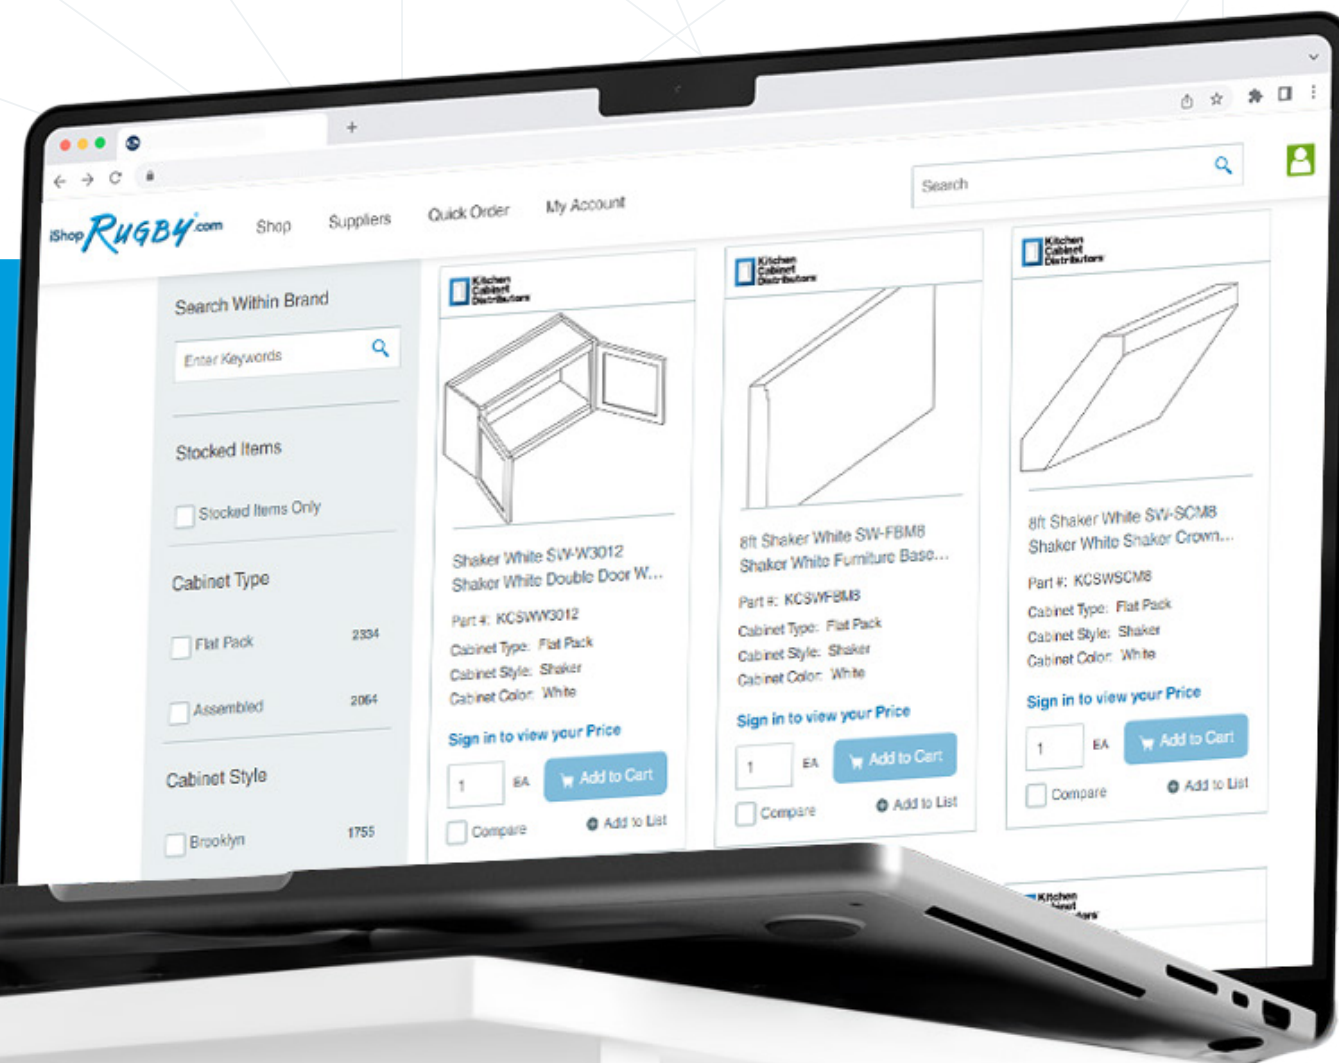 iShop RUGBY.com
Shop
Suppliers
Quick Order
My Account
Search
Search Within Brand
Enter Keywords
Stocked Items
Stocked Items Only
Cabinet Type
Flat Pack 2334
Assembled 2064
Cabinet Style
Brooklyn 1755
Kitchen
Cabinet
Distributors
Shaker White SW-W3012
Shaker White Double Door W...
Part #: KCSWW3012
Cabinet Type: Flat Pack
Cabinet Style: Shaker
Cabinet Color: White
Sign in to view your Price
1 EA Add to Cart
Compare Add to List
Kitchen
Cabinet
Distributors
8ft Shaker White SW-FBM8
Shaker White Furniture Base...
Part #: KCSWFBM8
Cabinet Type: Flat Pack
Cabinet Style: Shaker
Cabinet Color: White
Sign in to view your Price
1 EA Add to Cart
Compare Add to List
Kitchen
Cabinet
Distributors
8ft Shaker White SW-SCM8
Shaker White Shaker Crown...
Part #: KCSWSCM8
Cabinet Type: Flat Pack
Cabinet Style: Shaker
Cabinet Color: White
Sign in to view your Price
1 EA Add to Cart
Compare Add to List
Kitchen